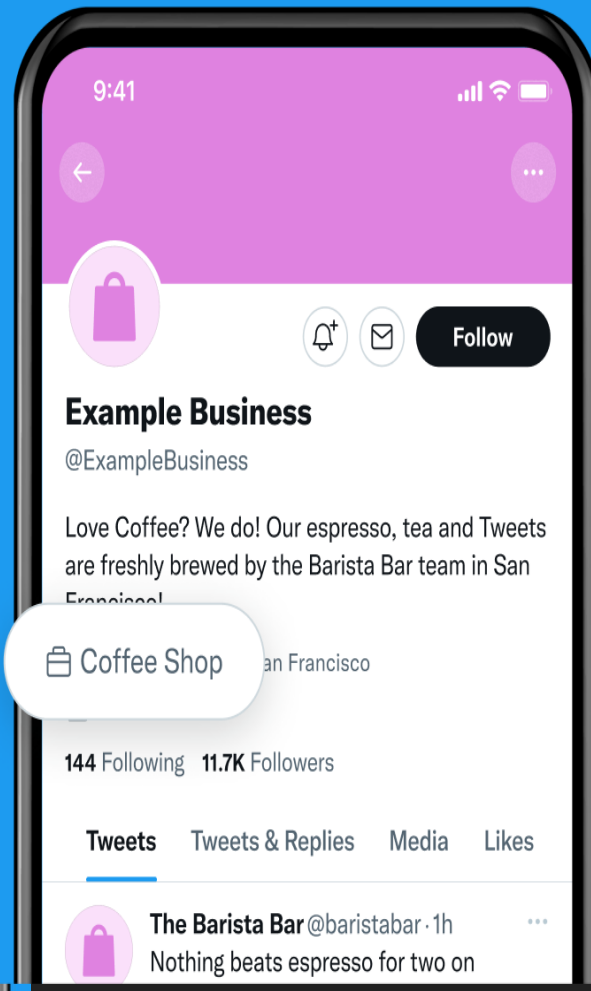 9:41
Follow
Example Business
@ExampleBusiness
Love Coffee? We do! Our espresso, tea and Tweets
are freshly brewed by the Barista Bar team in San
Francisco!
Coffee Shop
an Francisco
144 Following 11.7K Followers
Tweets Tweets & Replies Media Likes
The Barista Bar @baristabar · 1h
Nothing beats espresso for two on